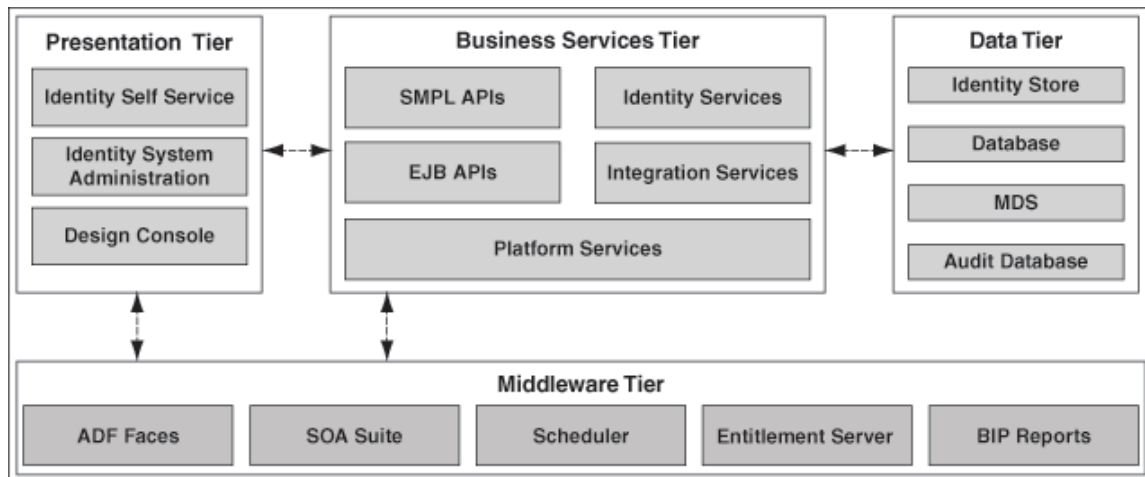 Presentation Tier
Identity Self Service
Identity System
Administration
Design Console
Business Services Tier
SMPL APIs
Identity Services
EJB APIs
Integration Services
Platform Services
Data Tier
Identity Store
Database
MDS
Audit Database
Middleware Tier
ADF Faces
SOA Suite
Scheduler
Entitlement Server
BIP Reports